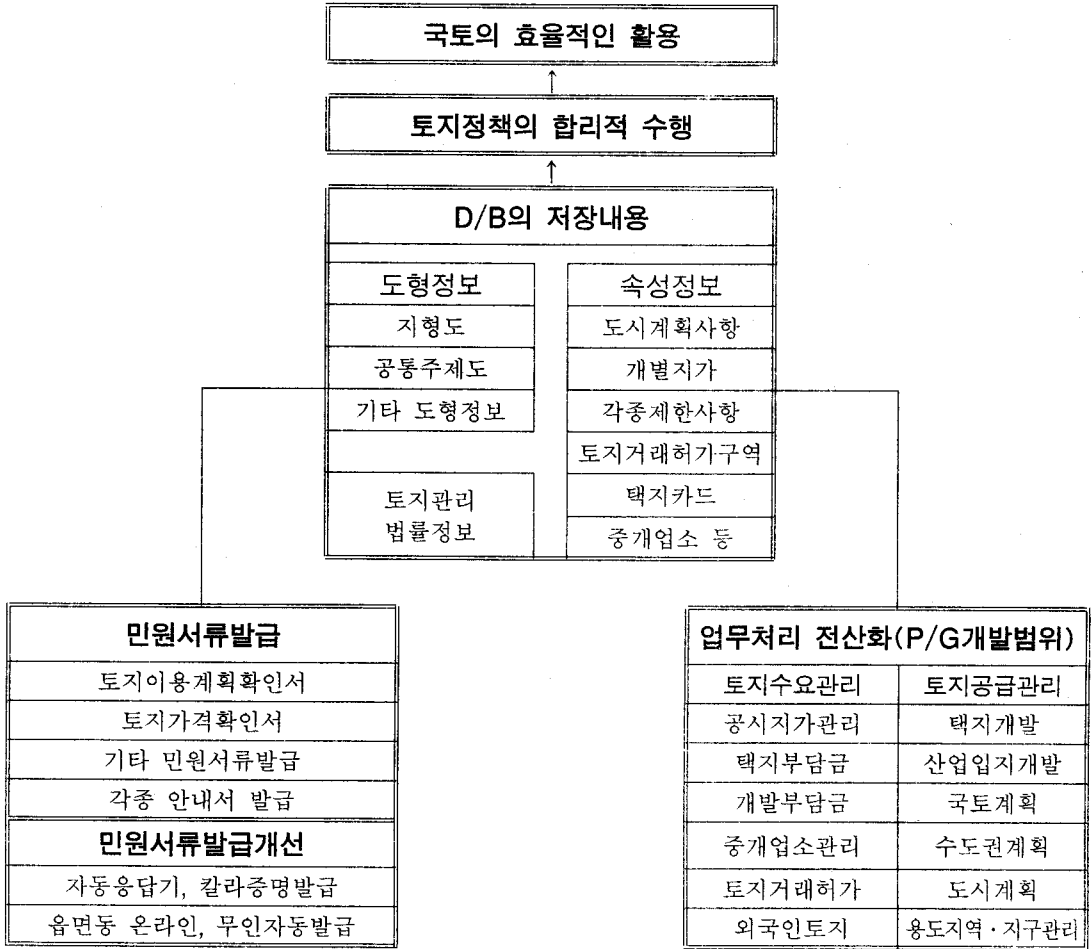 국토의 효율적인 활용
↑
토지정책의 합리적 수행
↑
D/B의 저장내용
도형정보
지형도
공통주제도
기타 도형정보
토지관리
법률정보
속성정보
도시계획사항
개별지가
각종제한사항
토지거래허가구역
택지카드
중개업소 등
민원서류발급
토지이용계획확인서
토지가격확인서
기타 민원서류발급
각종 안내서 발급
민원서류발급개선
자동응답기, 칼라증명발급
읍면동 온라인, 무인자동발급
업무처리 전산화(P/G개발범위)
토지수요관리 토지공급관리
공시지가관리 택지개발
택지부담금 산업입지개발
개발부담금 국토계획
중개업소관리 수도권계획
토지거래허가 도시계획
외국인토지 용도지역·지구관리